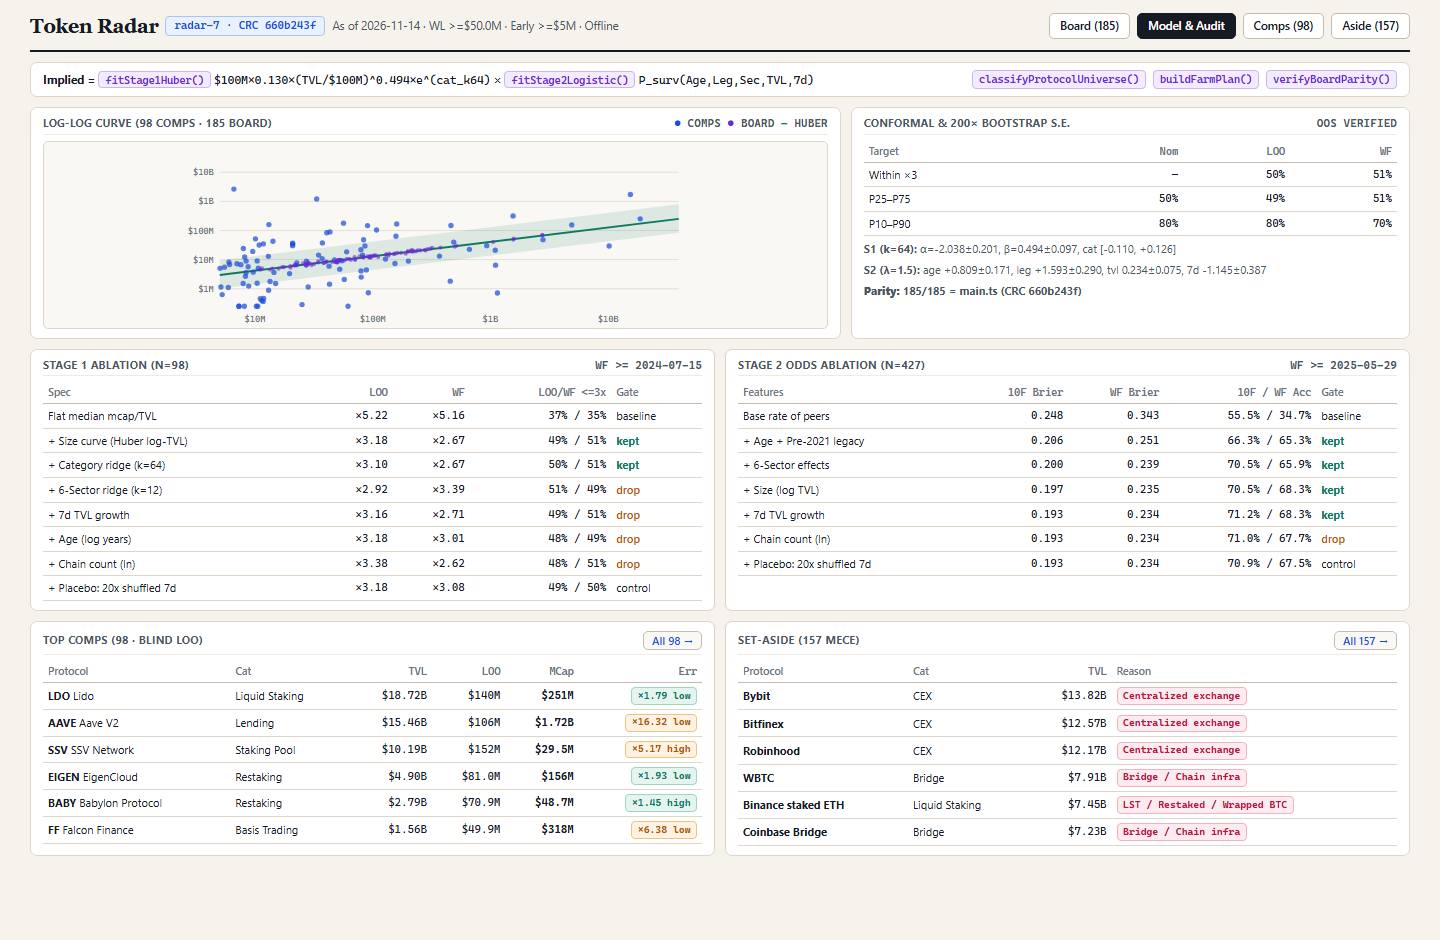 Token Radar radar-7 · CRC 660b243f As of 2026-11-14 · WL >=$50.0M · Early >=$5M · Offline Board (185) Model & Audit Comps (98) Aside (157)
Implied = fitStage1Huber() $100M×0.130×(TVL/$100M)^0.494×e^(cat_k64) × fitStage2Logistic() P_surv(Age,Leg,Sec,TVL,7d) classifyProtocolUniverse() buildFarmPlan() verifyBoardParity()
LOG-LOG CURVE (98 COMPS · 185 BOARD) ● COMPS ● BOARD — HUBER
$10B
$1B
$100M
$10M
$1M
$10M $100M $1B $10B
CONFORMAL & 200× BOOTSTRAP S.E. OOS VERIFIED
Target Nom LOO WF
Within ×3 — 50% 51%
P25–P75 50% 49% 51%
P10–P90 80% 80% 70%
S1 (k=64): α=-2.038±0.201, β=0.494±0.097, cat [-0.110, +0.126]
S2 (λ=1.5): age +0.809±0.171, leg +1.593±0.290, tvl 0.234±0.075, 7d -1.145±0.387
Parity: 185/185 = main.ts (CRC 660b243f)
STAGE 1 ABLATION (N=98) WF >= 2024-07-15
Spec LOO WF LOO/WF <=3x Gate
Flat median mcap/TVL ×5.22 ×5.16 37% / 35% baseline
+ Size curve (Huber log-TVL) ×3.18 ×2.67 49% / 51% kept
+ Category ridge (k=64) ×3.10 ×2.67 50% / 51% kept
+ 6-Sector ridge (k=12) ×2.92 ×3.39 51% / 49% drop
+ 7d TVL growth ×3.16 ×2.71 49% / 51% drop
+ Age (log years) ×3.18 ×3.01 48% / 49% drop
+ Chain count (ln) ×3.38 ×2.62 48% / 51% drop
+ Placebo: 20x shuffled 7d ×3.18 ×3.08 49% / 50% control
STAGE 2 ODDS ABLATION (N=427) WF >= 2025-05-29
Features 10F Brier WF Brier 10F / WF Acc Gate
Base rate of peers 0.248 0.343 55.5% / 34.7% baseline
+ Age + Pre-2021 legacy 0.206 0.251 66.3% / 65.3% kept
+ 6-Sector effects 0.200 0.239 70.5% / 65.9% kept
+ Size (log TVL) 0.197 0.235 70.5% / 68.3% kept
+ 7d TVL growth 0.193 0.234 71.2% / 68.3% kept
+ Chain count (ln) 0.193 0.234 71.0% / 67.7% drop
+ Placebo: 20x shuffled 7d 0.193 0.234 70.9% / 67.5% control
TOP COMPS (98 · BLIND LOO) All 98 →
Protocol Cat TVL LOO MCap Err
LDO Lido Liquid Staking $18.72B $140M $251M ×1.79 low
AAVE Aave V2 Lending $15.46B $106M $1.72B ×16.32 low
SSV SSV Network Staking Pool $10.19B $152M $29.5M ×5.17 high
EIGEN EigenCloud Restaking $4.90B $81.0M $156M ×1.93 low
BABY Babylon Protocol Restaking $2.79B $70.9M $48.7M ×1.45 high
FF Falcon Finance Basis Trading $1.56B $49.9M $318M ×6.38 low
SET-ASIDE (157 MECE) All 157 →
Protocol Cat TVL Reason
Bybit CEX $13.82B Centralized exchange
Bitfinex CEX $12.57B Centralized exchange
Robinhood CEX $12.17B Centralized exchange
WBTC Bridge $7.91B Bridge / Chain infra
Binance staked ETH Liquid Staking $7.45B LST / Restaked / Wrapped BTC
Coinbase Bridge Bridge $7.23B Bridge / Chain infra